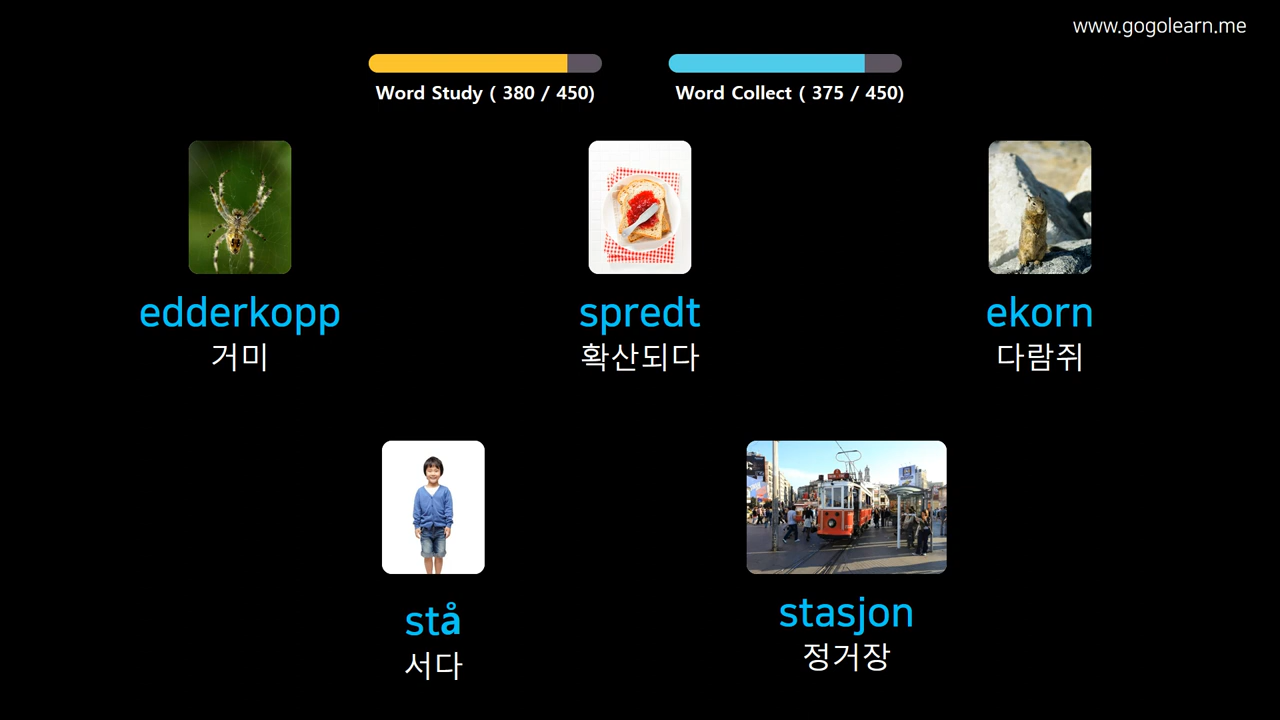 www.gogolearn.me
Word Study ( 380 / 450)
Word Collect ( 375 / 450)
edderkopp
거미
spredt
확산되다
ekorn
다람쥐
stå
서다
stasjon
정거장